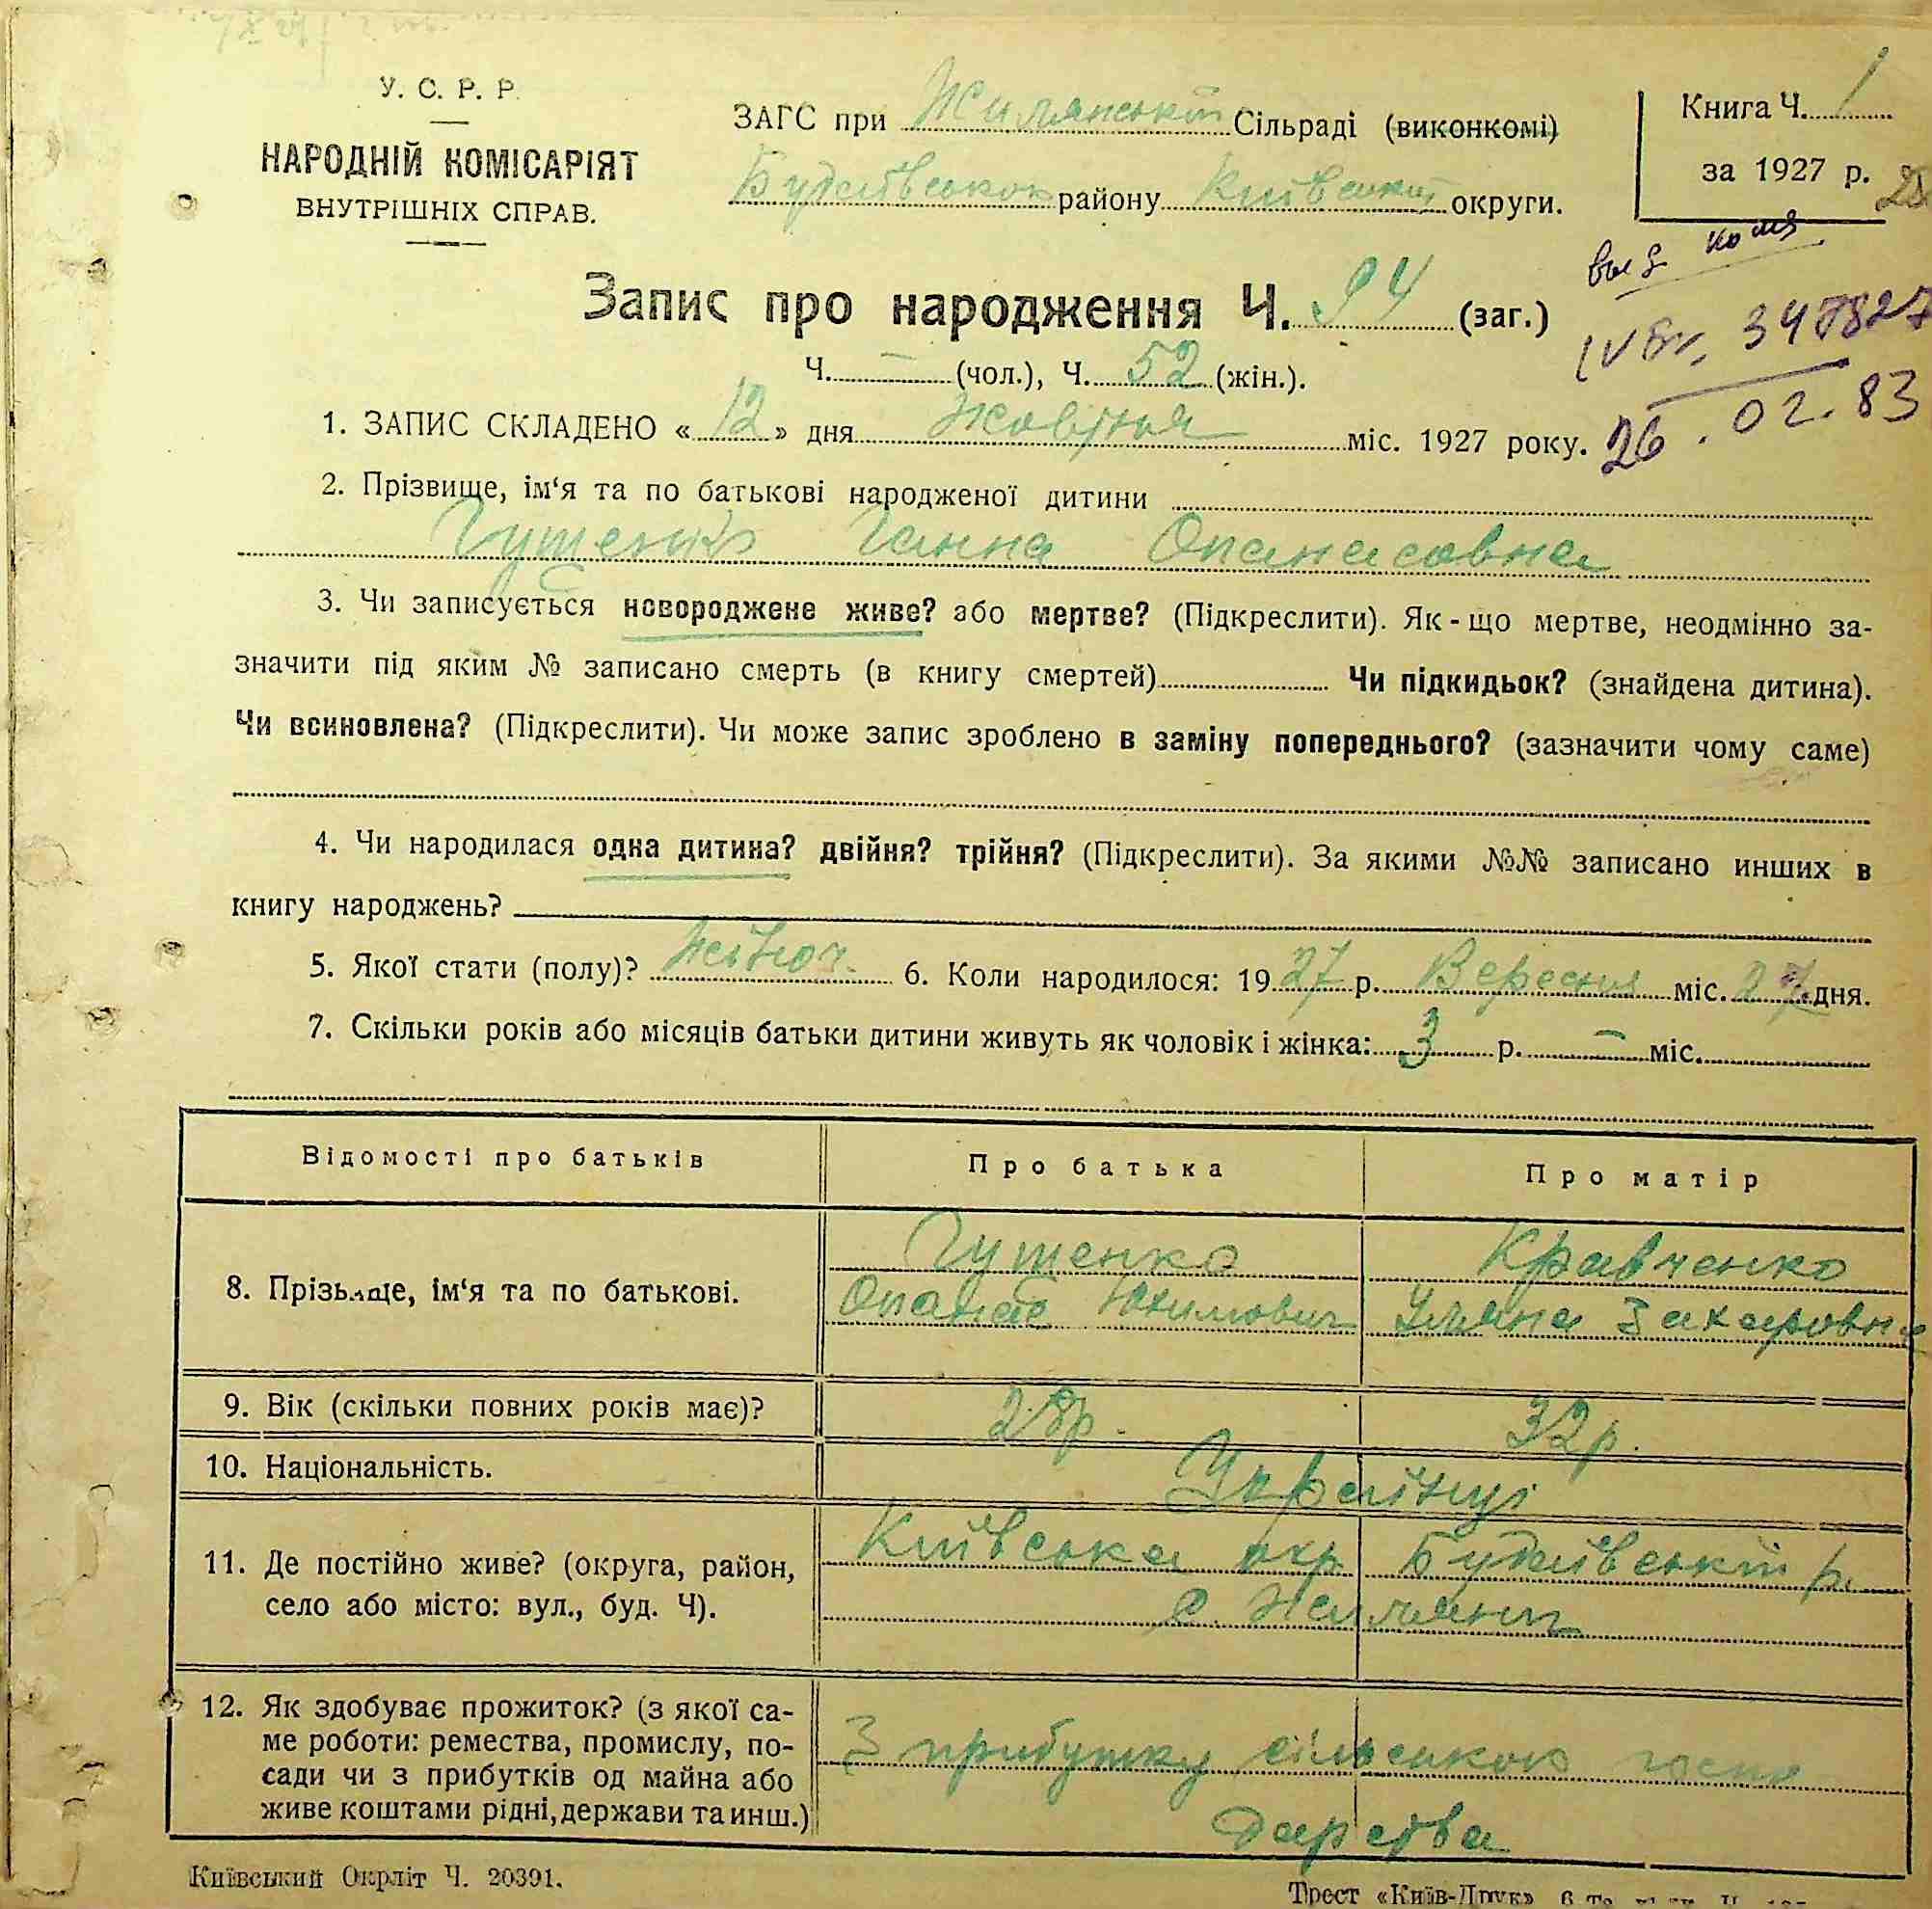 У. С. Р. Р.
НАРОДНІЙ КОМІСАРІЯТ
ВНУТРІШНІХ СПРАВ.
ЗАГС при Жилянській Сільраді (виконкомі)
Будаївського району Київської округи.
Книга Ч. 1
за 1927 р.
Запис про народження Ч. 94 (заг.)
Ч. – (чол.), Ч. 52 (жін.).
26.02.83
1. ЗАПИС СКЛАДЕНО « 12 » дня Жовтня міс. 1927 року.
2. Прізвище, ім‘я та по батькові народженої дитини
Гущенко Ганна Опанасовна
3. Чи записується новороджене живе? або мертве? (Підкреслити). Як-що мертве, неодмінно за-
значити під яким № записано смерть (в книгу смертей) Чи підкидьок? (знайдена дитина).
Чи всиновлена? (Підкреслити). Чи може запис зроблено в заміну попереднього? (зазначити чому саме)
4. Чи народилася одна дитина? двійня? трійня? (Підкреслити). За якими №№ записано инших в
книгу народжень?
5. Якої стати (полу)? Жіноч. 6. Коли народилося: 19 27 р. Вересня міс. 27 дня.
7. Скільки років або місяців батьки дитини живуть як чоловік і жінка: 3 р. – міс.
Відомості про батьків Про батька Про матір
8. Прізвище, ім‘я та по батькові.
Гущенко Кравченко
Опанас Юхимович Уляна Захаровна
9. Вік (скільки повних років має)? 28р. 32р.
10. Національність. Українці
11. Де постійно живе? (округа, район,
село або місто: вул., буд. Ч).
Київська окр. Будаївський р.
с. Жиляни
12. Як здобуває прожиток? (з якої са-
ме роботи: ремества, промислу, по-
сади чи з прибутків од майна або
живе коштами рідні, держави та инш.)
З прибутку сільского госпо
дарства
Київський Окрліт Ч. 20391.
Трест «Київ-Друк»